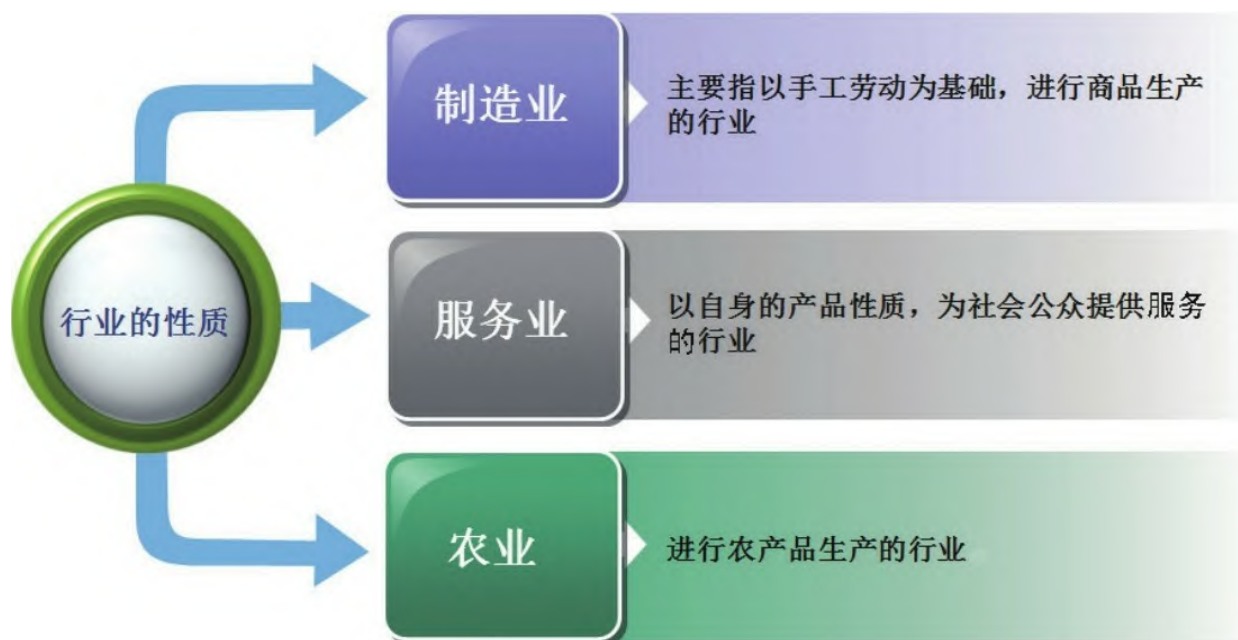 制造业
主要指以手工劳动为基础，进行商品生产
的行业
行业的性质
服务业
以自身的产品性质，为社会公众提供服务
的行业
农业
进行农产品生产的行业